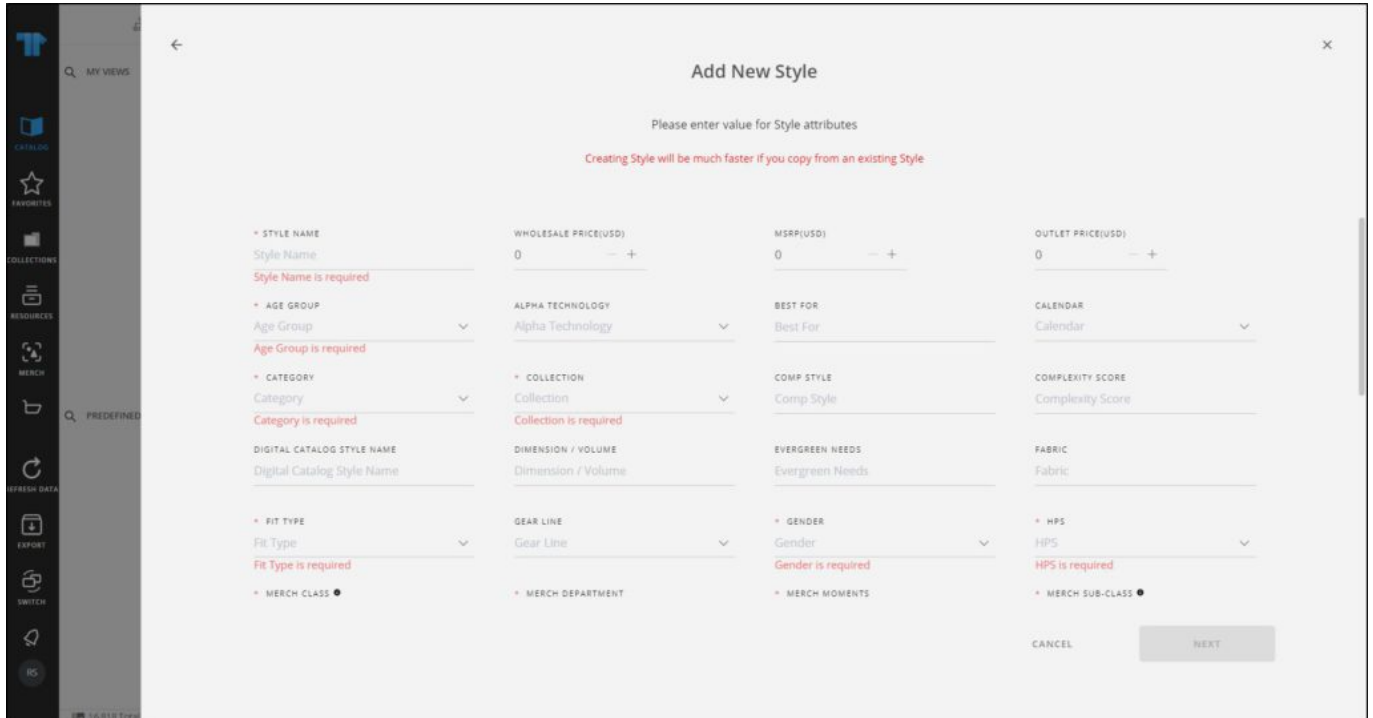 MY VIEWS
Add New Style
Please enter value for Style attributes
Creating Style will be much faster if you copy from an existing Style
CATALOG
FAVORITES
COLLECTIONS
RESOURCES
MERCH
PREDEFINED
REFRESH DATA
EXPORT
SWITCH
RS
* STYLE NAME WHOLESALE PRICE(USD) MSRP(USD) OUTLET PRICE(USD)
Style Name 0 − + 0 − + 0 − +
Style Name is required
* AGE GROUP ALPHA TECHNOLOGY BEST FOR CALENDAR
Age Group Alpha Technology Best For Calendar
Age Group is required
* CATEGORY * COLLECTION COMP STYLE COMPLEXITY SCORE
Category Collection Comp Style Complexity Score
Category is required Collection is required
DIGITAL CATALOG STYLE NAME DIMENSION / VOLUME EVERGREEN NEEDS FABRIC
Digital Catalog Style Name Dimension / Volume Evergreen Needs Fabric
* FIT TYPE GEAR LINE * GENDER * HPS
Fit Type Gear Line Gender HPS
Fit Type is required Gender is required HPS is required
* MERCH CLASS * MERCH DEPARTMENT * MERCH MOMENTS * MERCH SUB-CLASS
CANCEL NEXT